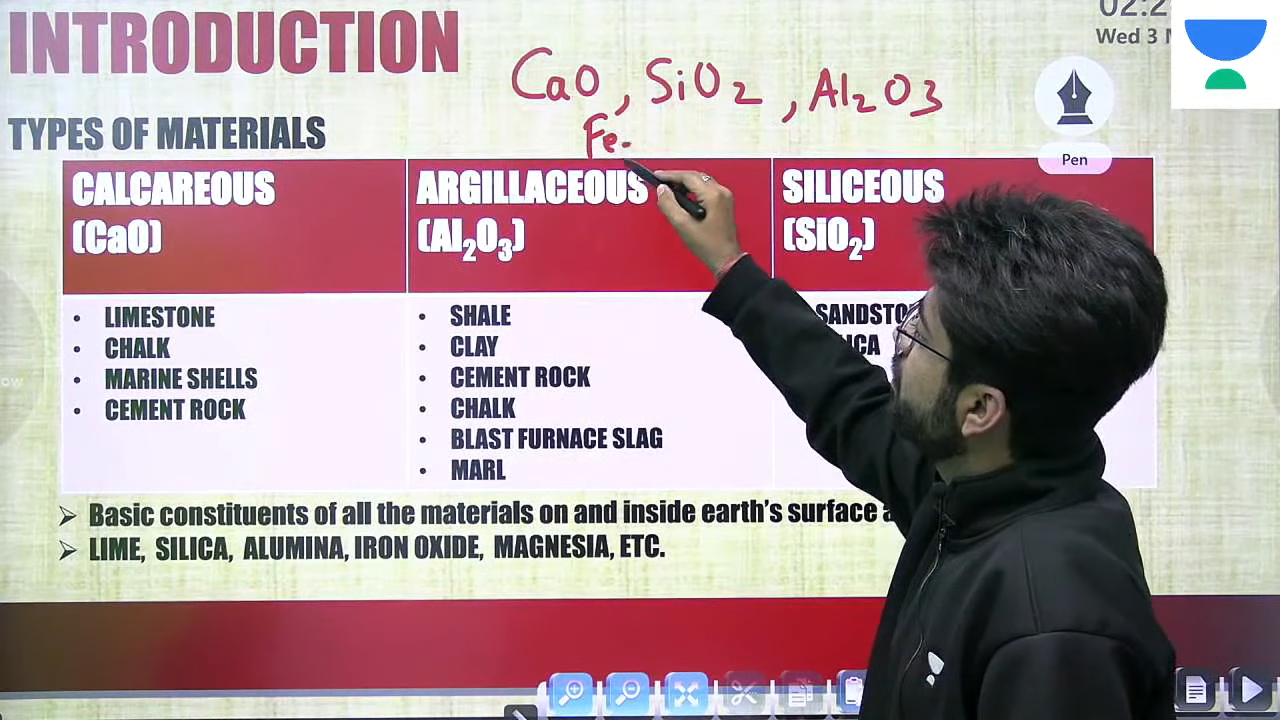 INTRODUCTION
02:2
Wed 3
CaO, SiO2, Al2O3
Fe
Pen
TYPES OF MATERIALS
CALCAREOUS
(CaO)
ARGILLACEOUS
(Al2O3)
SILICEOUS
(SiO2)
• LIMESTONE
• CHALK
• MARINE SHELLS
• CEMENT ROCK
• SHALE
• CLAY
• CEMENT ROCK
• CHALK
• BLAST FURNACE SLAG
• MARL
➢ Basic constituents of all the materials on and inside earth's surface
➢ LIME, SILICA, ALUMINA, IRON OXIDE, MAGNESIA, ETC.